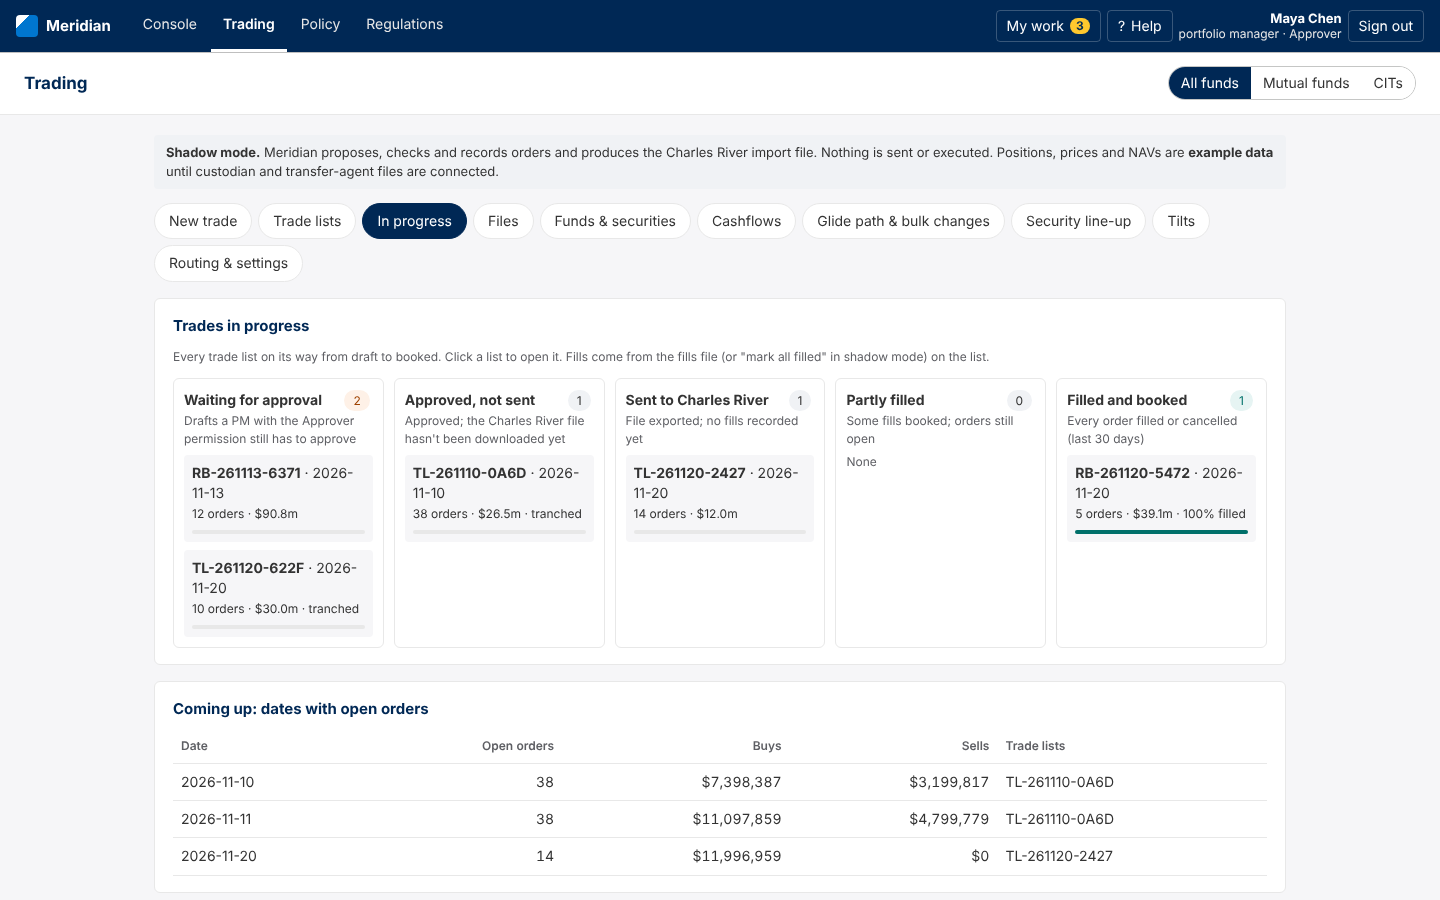 Meridian
Console
Trading
Policy
Regulations
My work 3
? Help
Maya Chen
portfolio manager · Approver
Sign out
Trading
All funds
Mutual funds
CITs
Shadow mode. Meridian proposes, checks and records orders and produces the Charles River import file. Nothing is sent or executed. Positions, prices and NAVs are example data
until custodian and transfer-agent files are connected.
New trade
Trade lists
In progress
Files
Funds & securities
Cashflows
Glide path & bulk changes
Security line-up
Tilts
Routing & settings
Trades in progress
Every trade list on its way from draft to booked. Click a list to open it. Fills come from the fills file (or "mark all filled" in shadow mode) on the list.
Waiting for approval 2
Drafts a PM with the Approver
permission still has to approve
RB-261113-6371 · 2026-
11-13
12 orders · $90.8m
TL-261120-622F · 2026-
11-20
10 orders · $30.0m · tranched
Approved, not sent 1
Approved; the Charles River file
hasn't been downloaded yet
TL-261110-0A6D · 2026-
11-10
38 orders · $26.5m · tranched
Sent to Charles River 1
File exported; no fills recorded
yet
TL-261120-2427 · 2026-
11-20
14 orders · $12.0m
Partly filled 0
Some fills booked; orders still
open
None
Filled and booked 1
Every order filled or cancelled
(last 30 days)
RB-261120-5472 · 2026-
11-20
5 orders · $39.1m · 100% filled
Coming up: dates with open orders
Date Open orders Buys Sells Trade lists
2026-11-10 38 $7,398,387 $3,199,817 TL-261110-0A6D
2026-11-11 38 $11,097,859 $4,799,779 TL-261110-0A6D
2026-11-20 14 $11,996,959 $0 TL-261120-2427